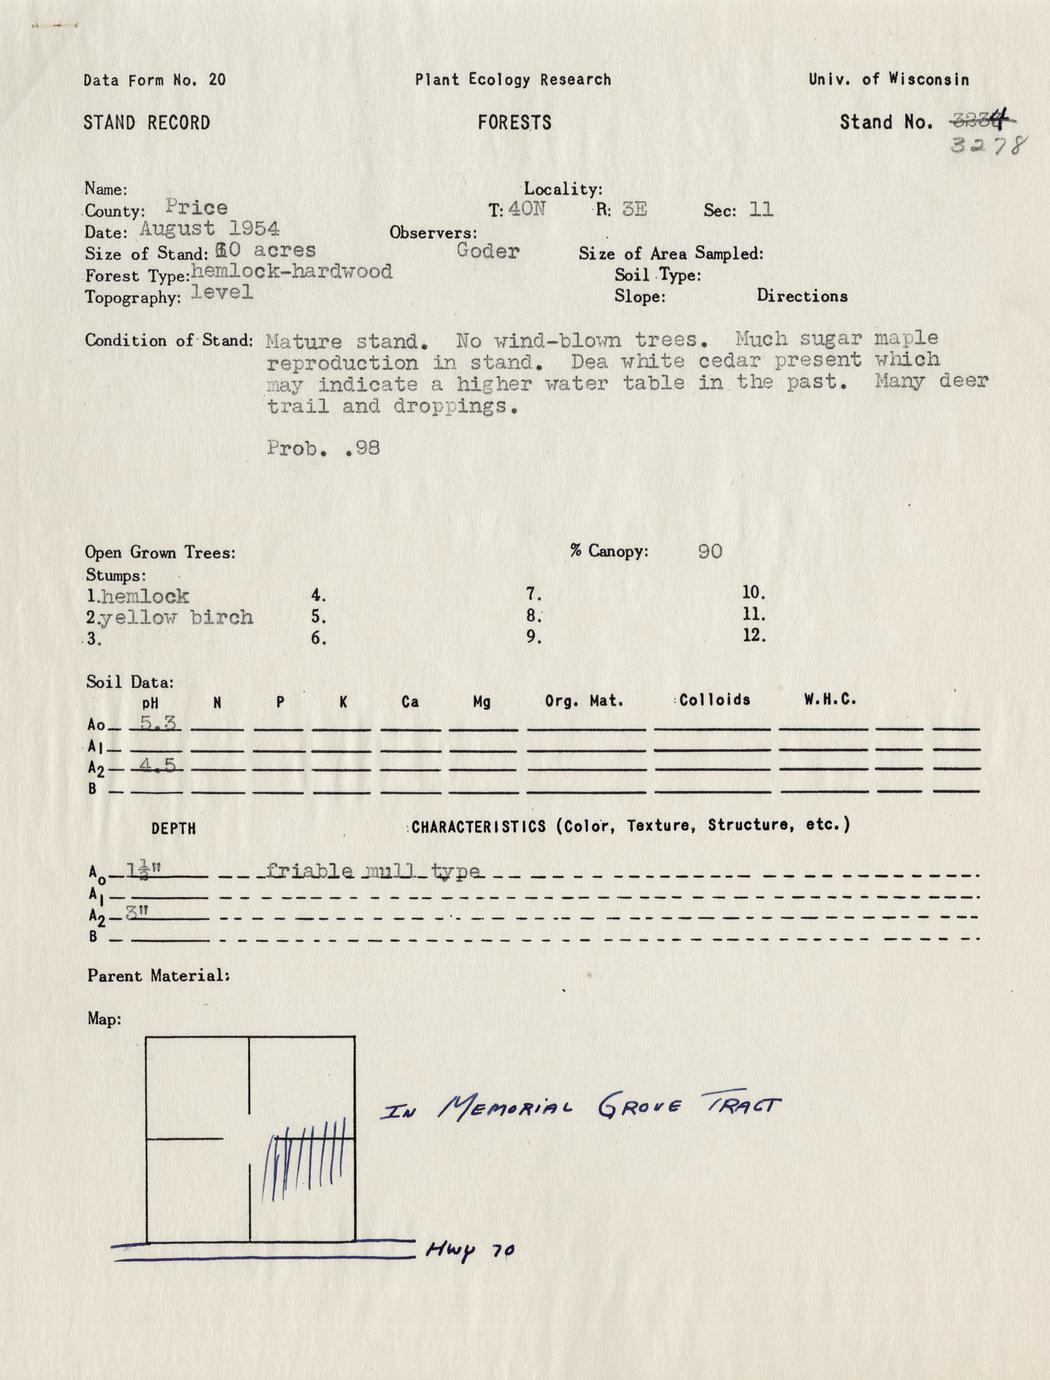 Data Form No. 20 Plant Ecology Research Univ. of Wisconsin
STAND RECORD FORESTS Stand No. 3234
3278
Name: Locality:
County: Price T: 40N R: 3E Sec: 11
Date: August 1954 Observers:
Size of Stand: 10 acres Goder Size of Area Sampled:
Forest Type: hemlock-hardwood Soil Type:
Topography: level Slope: Directions
Condition of Stand: Mature stand. No wind-blown trees. Much sugar maple
reproduction in stand. Dea white cedar present which
may indicate a higher water table in the past. Many deer
trail and droppings.
Prob. .98
Open Grown Trees: % Canopy: 90
Stumps:
1. hemlock 4. 7. 10.
2. yellow birch 5. 8. 11.
3. 6. 9. 12.
Soil Data:
pH N P K Ca Mg Org. Mat. Colloids W.H.C.
Ao 5.3
A1
A2 4.5
B
DEPTH CHARACTERISTICS (Color, Texture, Structure, etc.)
Ao 1½" friable mull type
A1
A2 3"
B
Parent Material:
Map:
IN MEMORIAL GROVE TRACT
Hwy 70